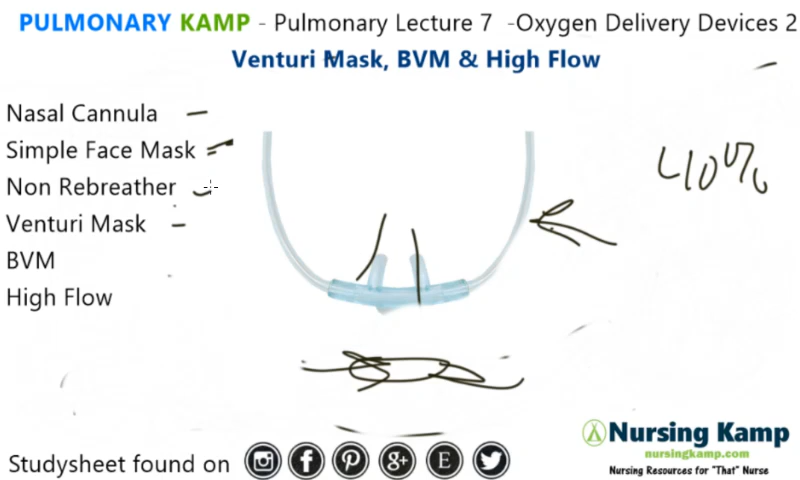 PULMONARY KAMP - Pulmonary Lecture 7 -Oxygen Delivery Devices 2
Venturi Mask, BVM & High Flow
Nasal Cannula
Simple Face Mask
Non Rebreather
Venturi Mask
BVM
High Flow
40%
Studysheet found on
Nursing Kamp
nursingkamp.com
Nursing Resources for "That" Nurse